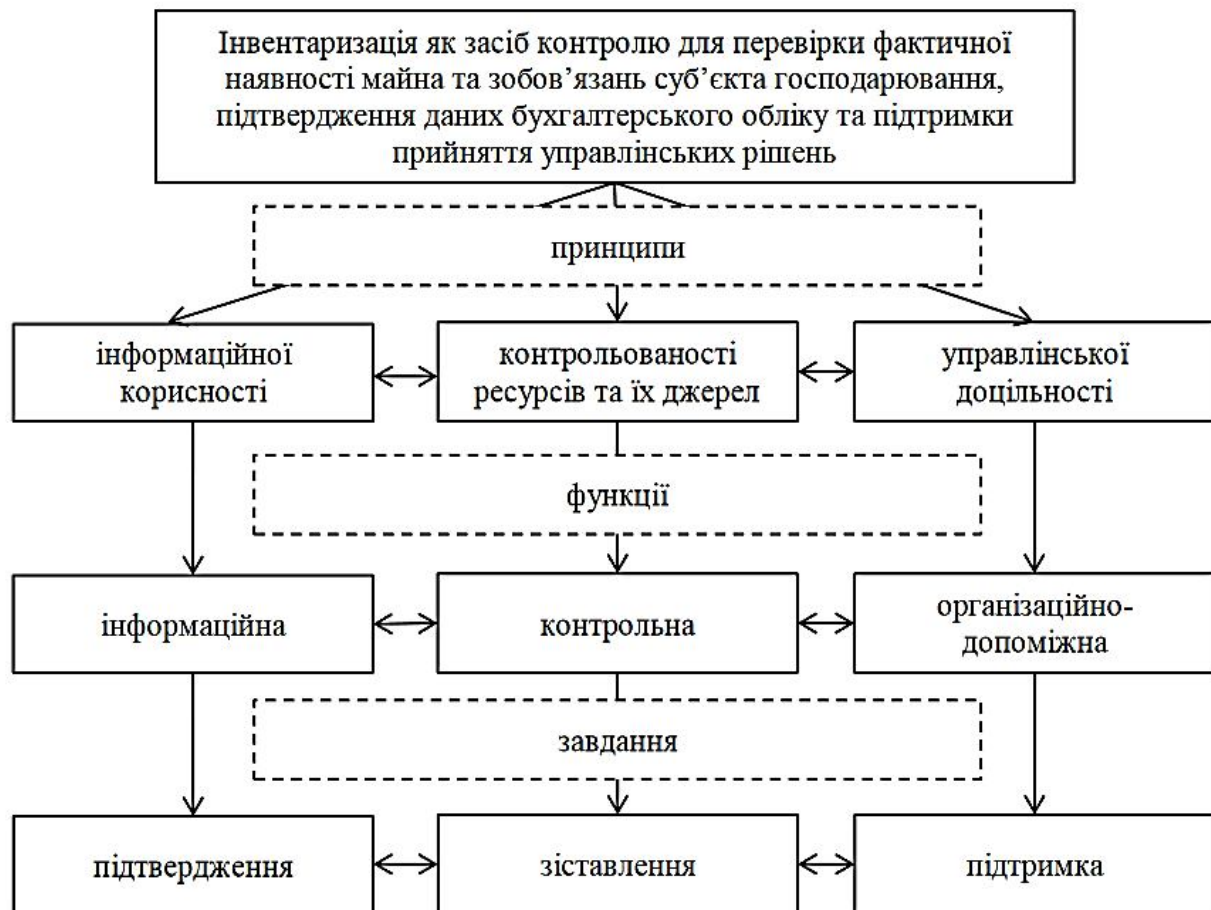 Інвентаризація як засіб контролю для перевірки фактичної
наявності майна та зобов’язань суб’єкта господарювання,
підтвердження даних бухгалтерського обліку та підтримки
прийняття управлінських рішень
принципи
інформаційної
корисності
контрольованості
ресурсів та їх джерел
управлінської
доцільності
функції
інформаційна
контрольна
організаційно-
допоміжна
завдання
підтвердження
зіставлення
підтримка